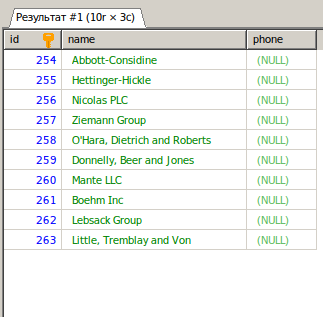 Результат #1 (10r × 3c)
id name phone
254 Abbott-Considine (NULL)
255 Hettinger-Hickle (NULL)
256 Nicolas PLC (NULL)
257 Ziemann Group (NULL)
258 O'Hara, Dietrich and Roberts (NULL)
259 Donnelly, Beer and Jones (NULL)
260 Mante LLC (NULL)
261 Boehm Inc (NULL)
262 Lebsack Group (NULL)
263 Little, Tremblay and Von (NULL)